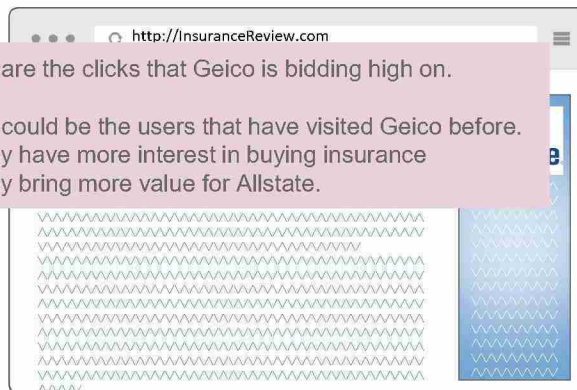 http://InsuranceReview.com
are the clicks that Geico is bidding high on.
could be the users that have visited Geico before.
y have more interest in buying insurance
y bring more value for Allstate.
e